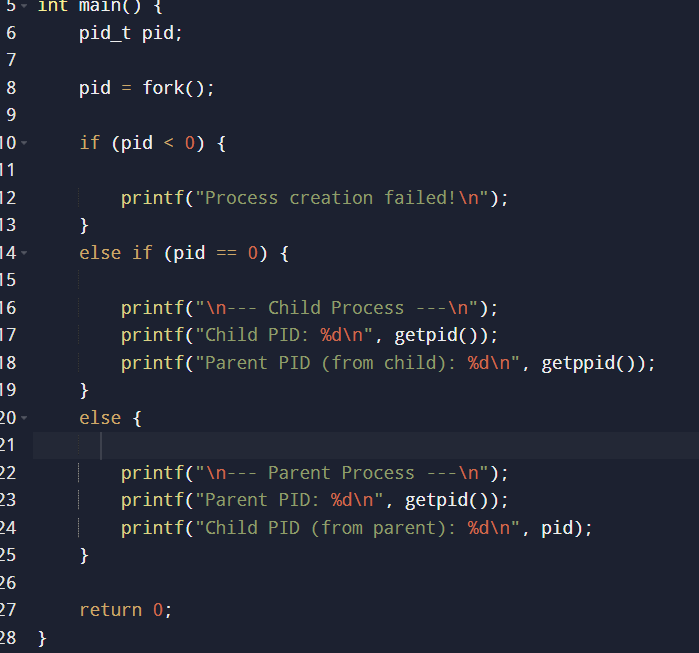 5 int main() {
6 pid_t pid;
7
8 pid = fork();
9
10 if (pid < 0) {
11
12 printf("Process creation failed!\n");
13 }
14 else if (pid == 0) {
15
16 printf("\n--- Child Process ---\n");
17 printf("Child PID: %d\n", getpid());
18 printf("Parent PID (from child): %d\n", getppid());
19 }
20 else {
21
22 printf("\n--- Parent Process ---\n");
23 printf("Parent PID: %d\n", getpid());
24 printf("Child PID (from parent): %d\n", pid);
25 }
26
27 return 0;
28 }